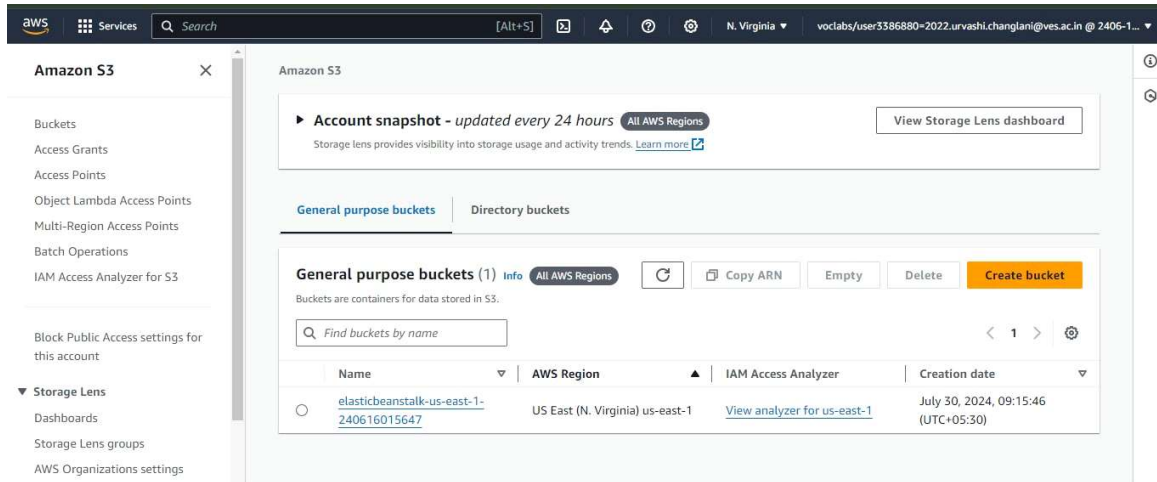 aws Services Search [Alt+S] N. Virginia voclabs/user3386880=2022.urvashi.changlani@ves.ac.in @ 2406-1...
Amazon S3
Buckets
Access Grants
Access Points
Object Lambda Access Points
Multi-Region Access Points
Batch Operations
IAM Access Analyzer for S3
Block Public Access settings for
this account
Storage Lens
Dashboards
Storage Lens groups
AWS Organizations settings
Amazon S3
Account snapshot - updated every 24 hours All AWS Regions
View Storage Lens dashboard
Storage lens provides visibility into storage usage and activity trends. Learn more
General purpose buckets Directory buckets
General purpose buckets (1) Info All AWS Regions Copy ARN Empty Delete Create bucket
Buckets are containers for data stored in S3.
Find buckets by name
1
Name AWS Region IAM Access Analyzer Creation date
elasticbeanstalk-us-east-1-
240616015647
US East (N. Virginia) us-east-1
View analyzer for us-east-1
July 30, 2024, 09:15:46
(UTC+05:30)